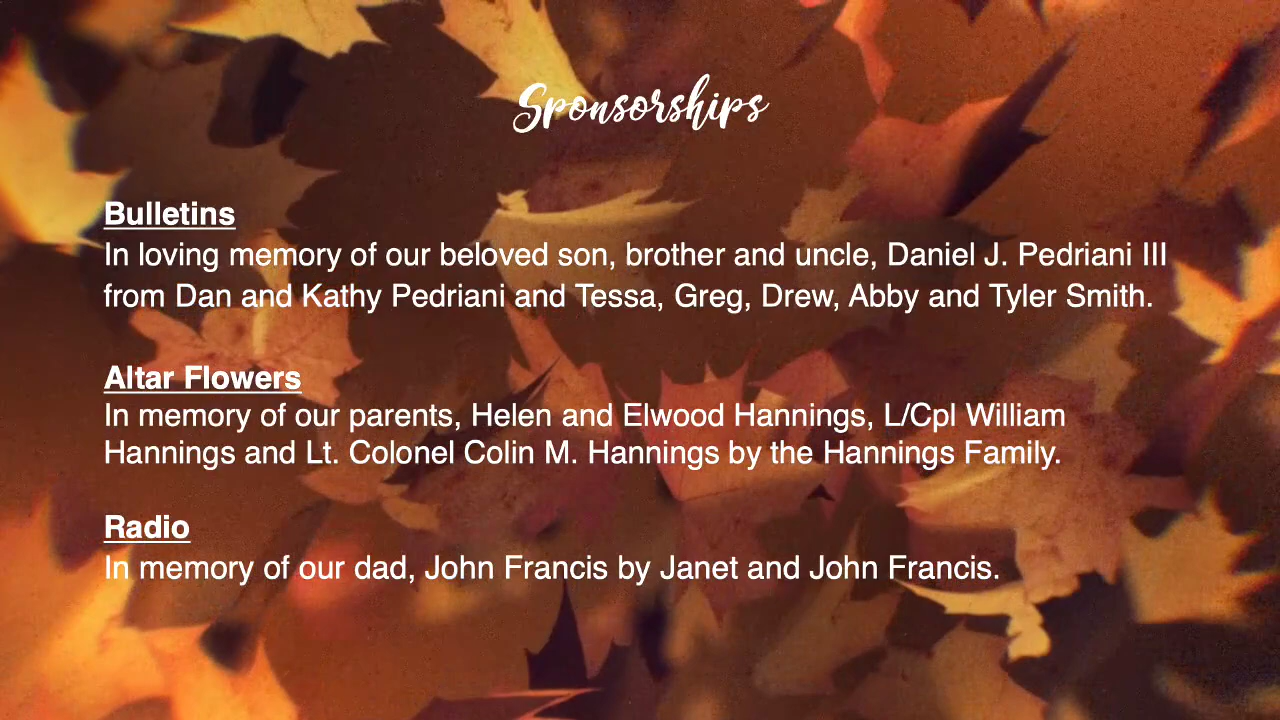 Sponsorships
Bulletins
In loving memory of our beloved son, brother and uncle, Daniel J. Pedriani III
from Dan and Kathy Pedriani and Tessa, Greg, Drew, Abby and Tyler Smith.
Altar Flowers
In memory of our parents, Helen and Elwood Hannings, L/Cpl William
Hannings and Lt. Colonel Colin M. Hannings by the Hannings Family.
Radio
In memory of our dad, John Francis by Janet and John Francis.